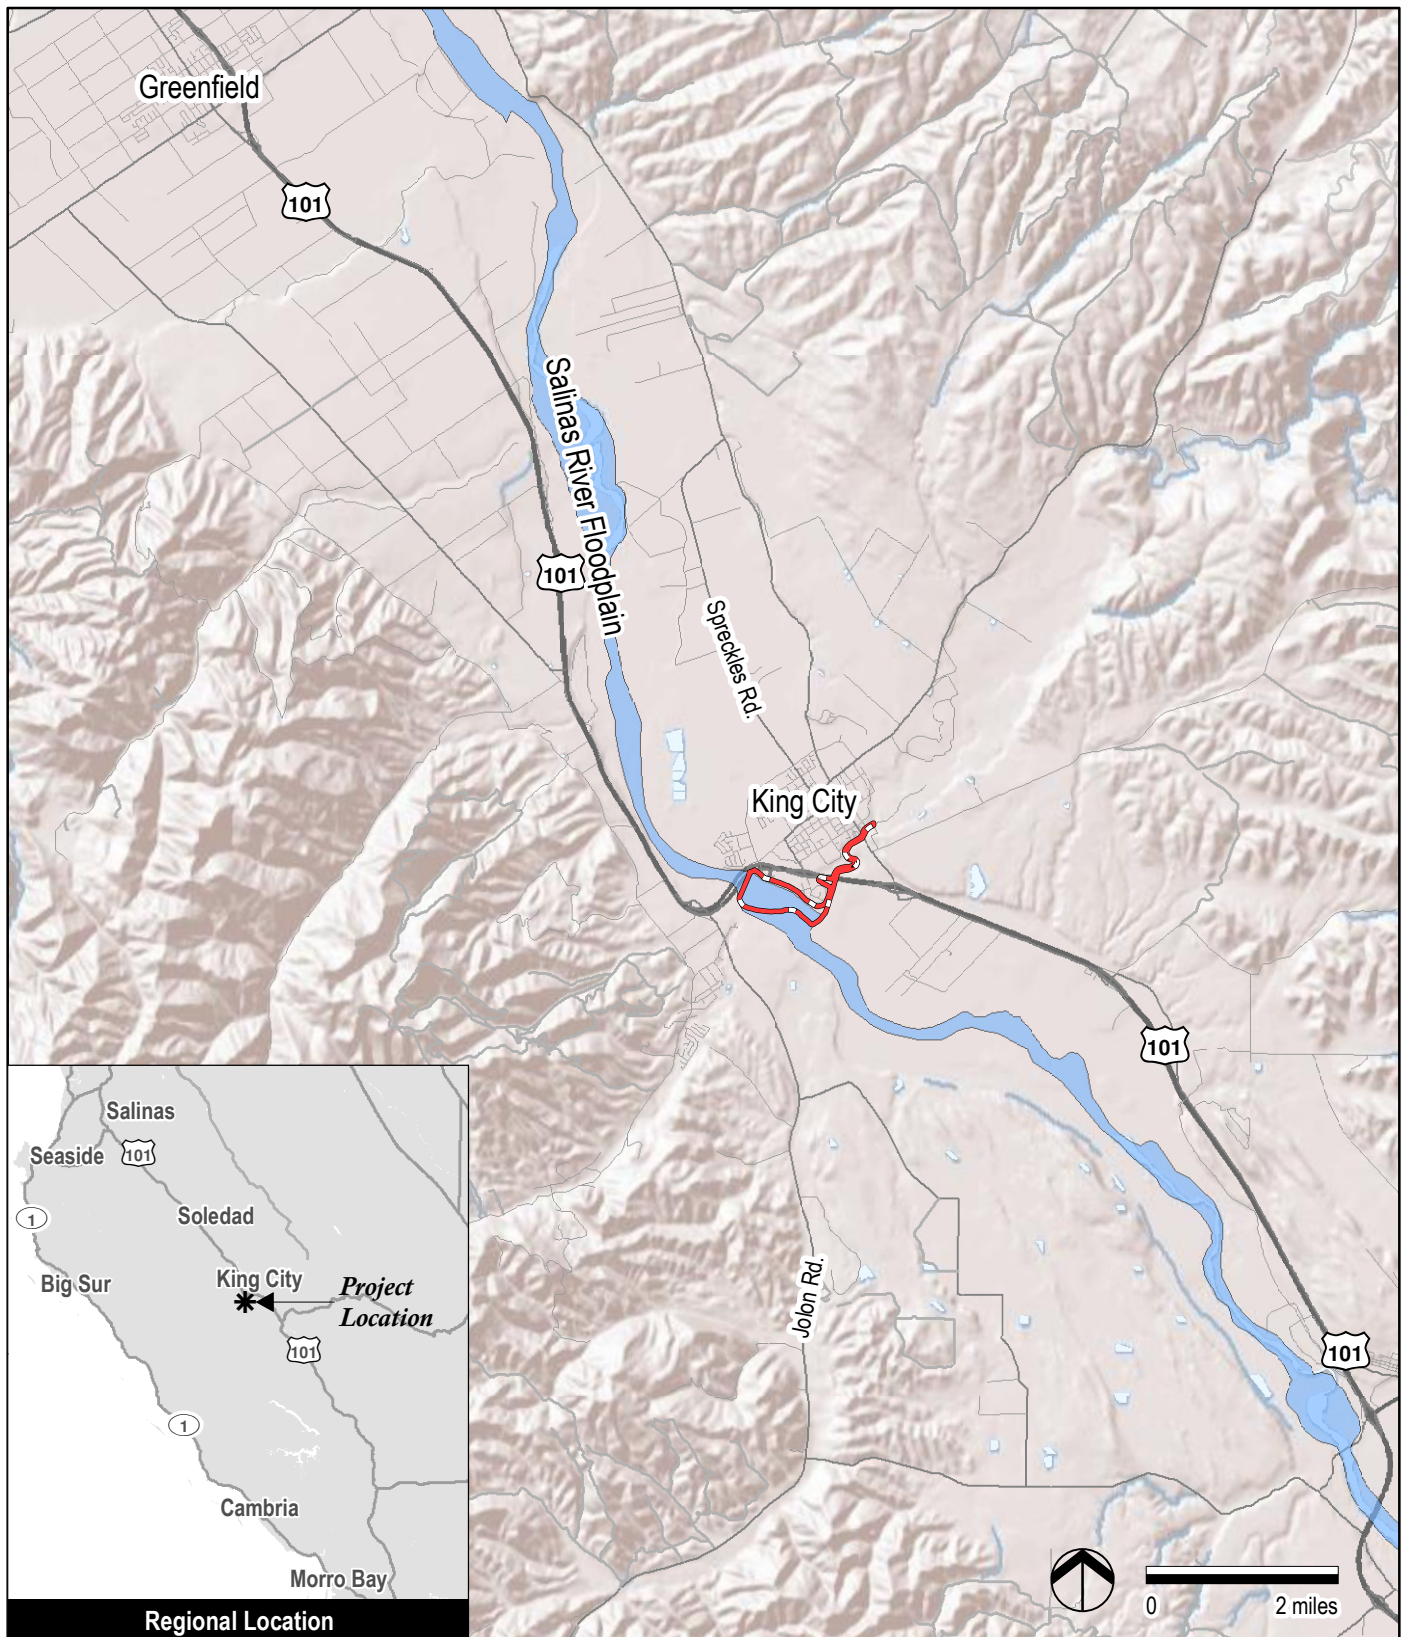 Greenfield
101
Salinas River Floodplain
101
Spreckles Rd.
King City
101
Jolon Rd.
101
0
2 miles
Salinas
Seaside
101
1
Soledad
Big Sur
King City
Project
Location
101
1
Cambria
Morro Bay
Regional Location